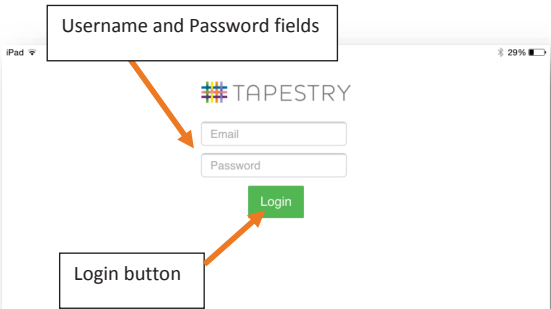 Username and Password fields
iPad
29%
TAPESTRY
Email
Password
Login
Login button